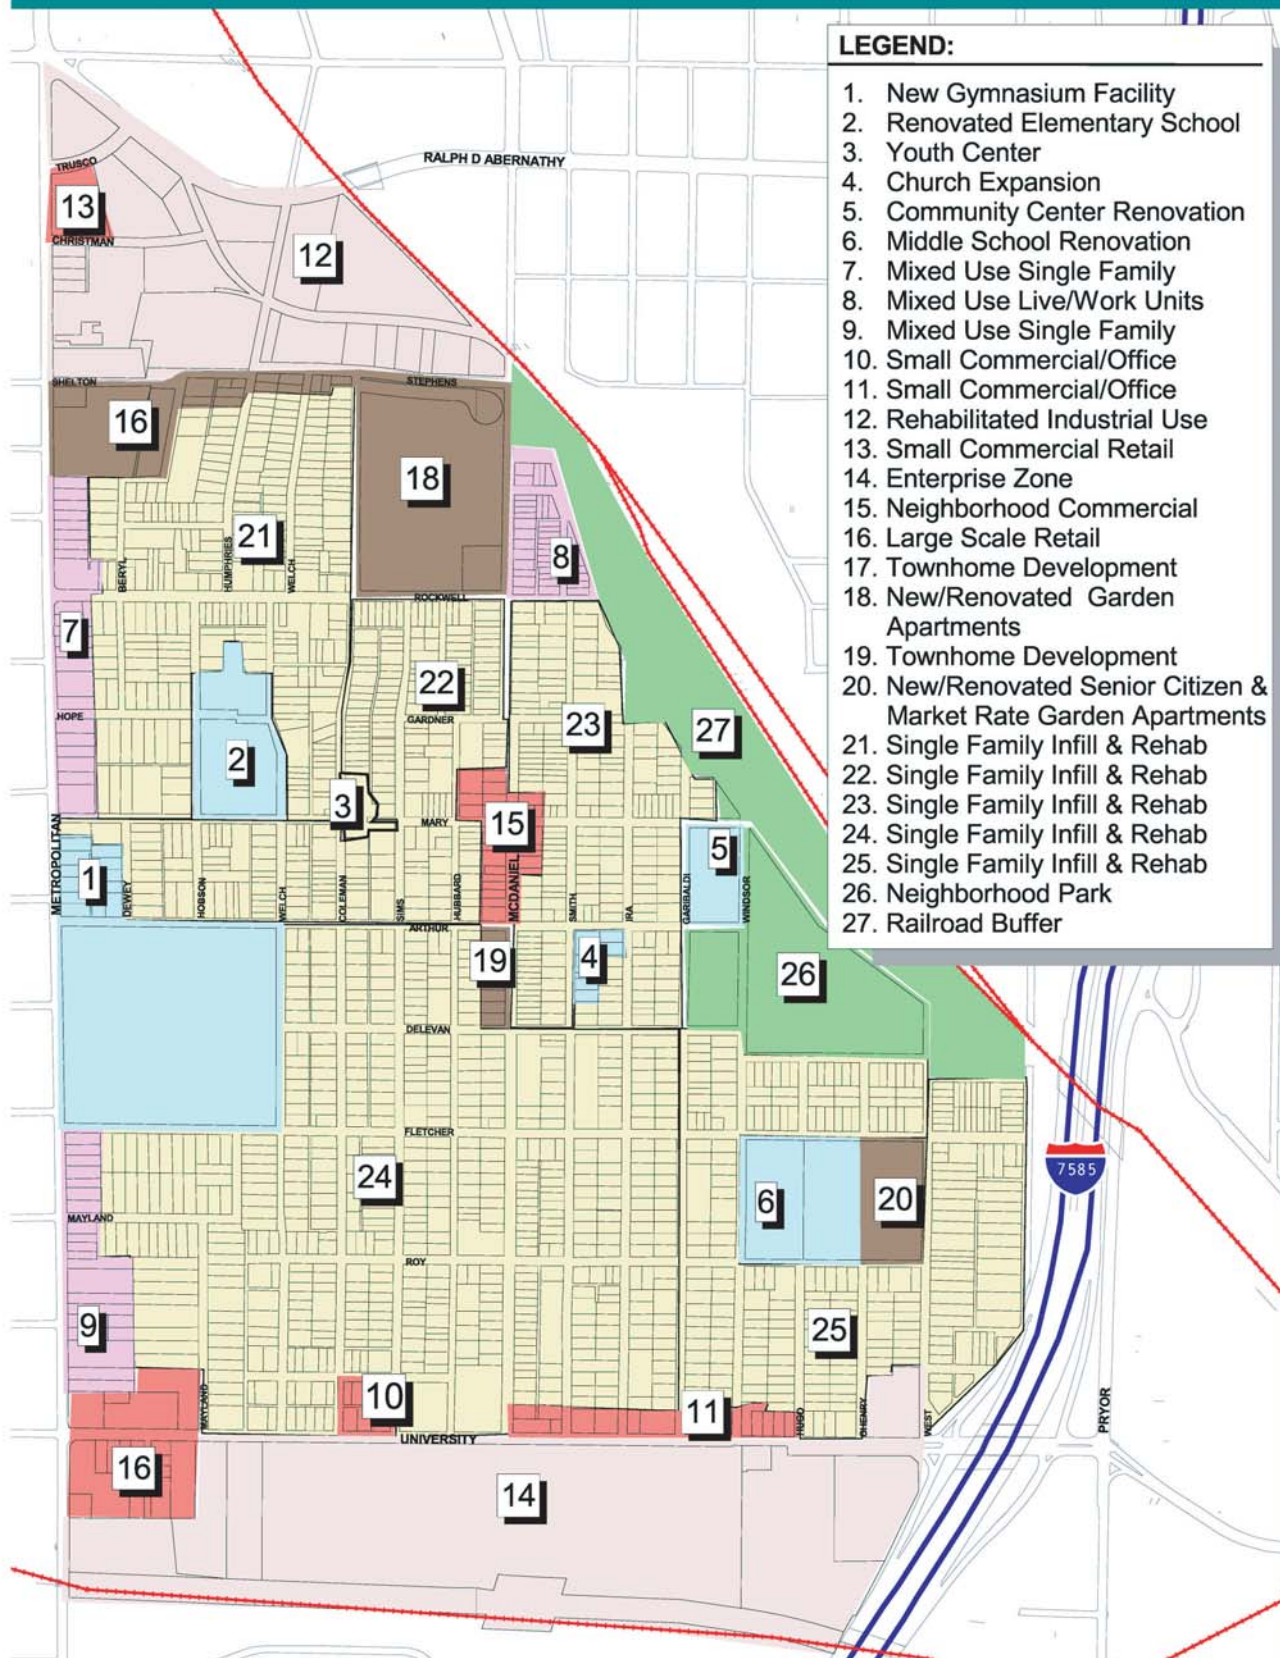 LEGEND:
1. New Gymnasium Facility
2. Renovated Elementary School
3. Youth Center
4. Church Expansion
5. Community Center Renovation
6. Middle School Renovation
7. Mixed Use Single Family
8. Mixed Use Live/Work Units
9. Mixed Use Single Family
10. Small Commercial/Office
11. Small Commercial/Office
12. Rehabilitated Industrial Use
13. Small Commercial Retail
14. Enterprise Zone
15. Neighborhood Commercial
16. Large Scale Retail
17. Townhome Development
18. New/Renovated Garden
Apartments
19. Townhome Development
20. New/Renovated Senior Citizen &
Market Rate Garden Apartments
21. Single Family Infill & Rehab
22. Single Family Infill & Rehab
23. Single Family Infill & Rehab
24. Single Family Infill & Rehab
25. Single Family Infill & Rehab
26. Neighborhood Park
27. Railroad Buffer
RALPH D ABERNATHY
TRUSCO
13
CHRISTMAN
12
SHELTON
STEPHENS
16
18
21
8
BERYL
HUMPHRIES
WELCH
ROCKWELL
7
22
HOPE
GARDNER
23
27
2
3
MARY
15
5
METROPOLITAN
1
DEWEY
HOBSON
WELCH
COLEMAN
SIMS
HUBBARD
MCDANIEL
SMITH
IRA
GARIBALDI
WINDSOR
ARTHUR
19
4
26
DELEVAN
FLETCHER
7585
24
6
20
MAYLAND
ROY
9
25
10
11
MAYLAND
HUGO
CHENRY
WEST
PRYOR
UNIVERSITY
16
14